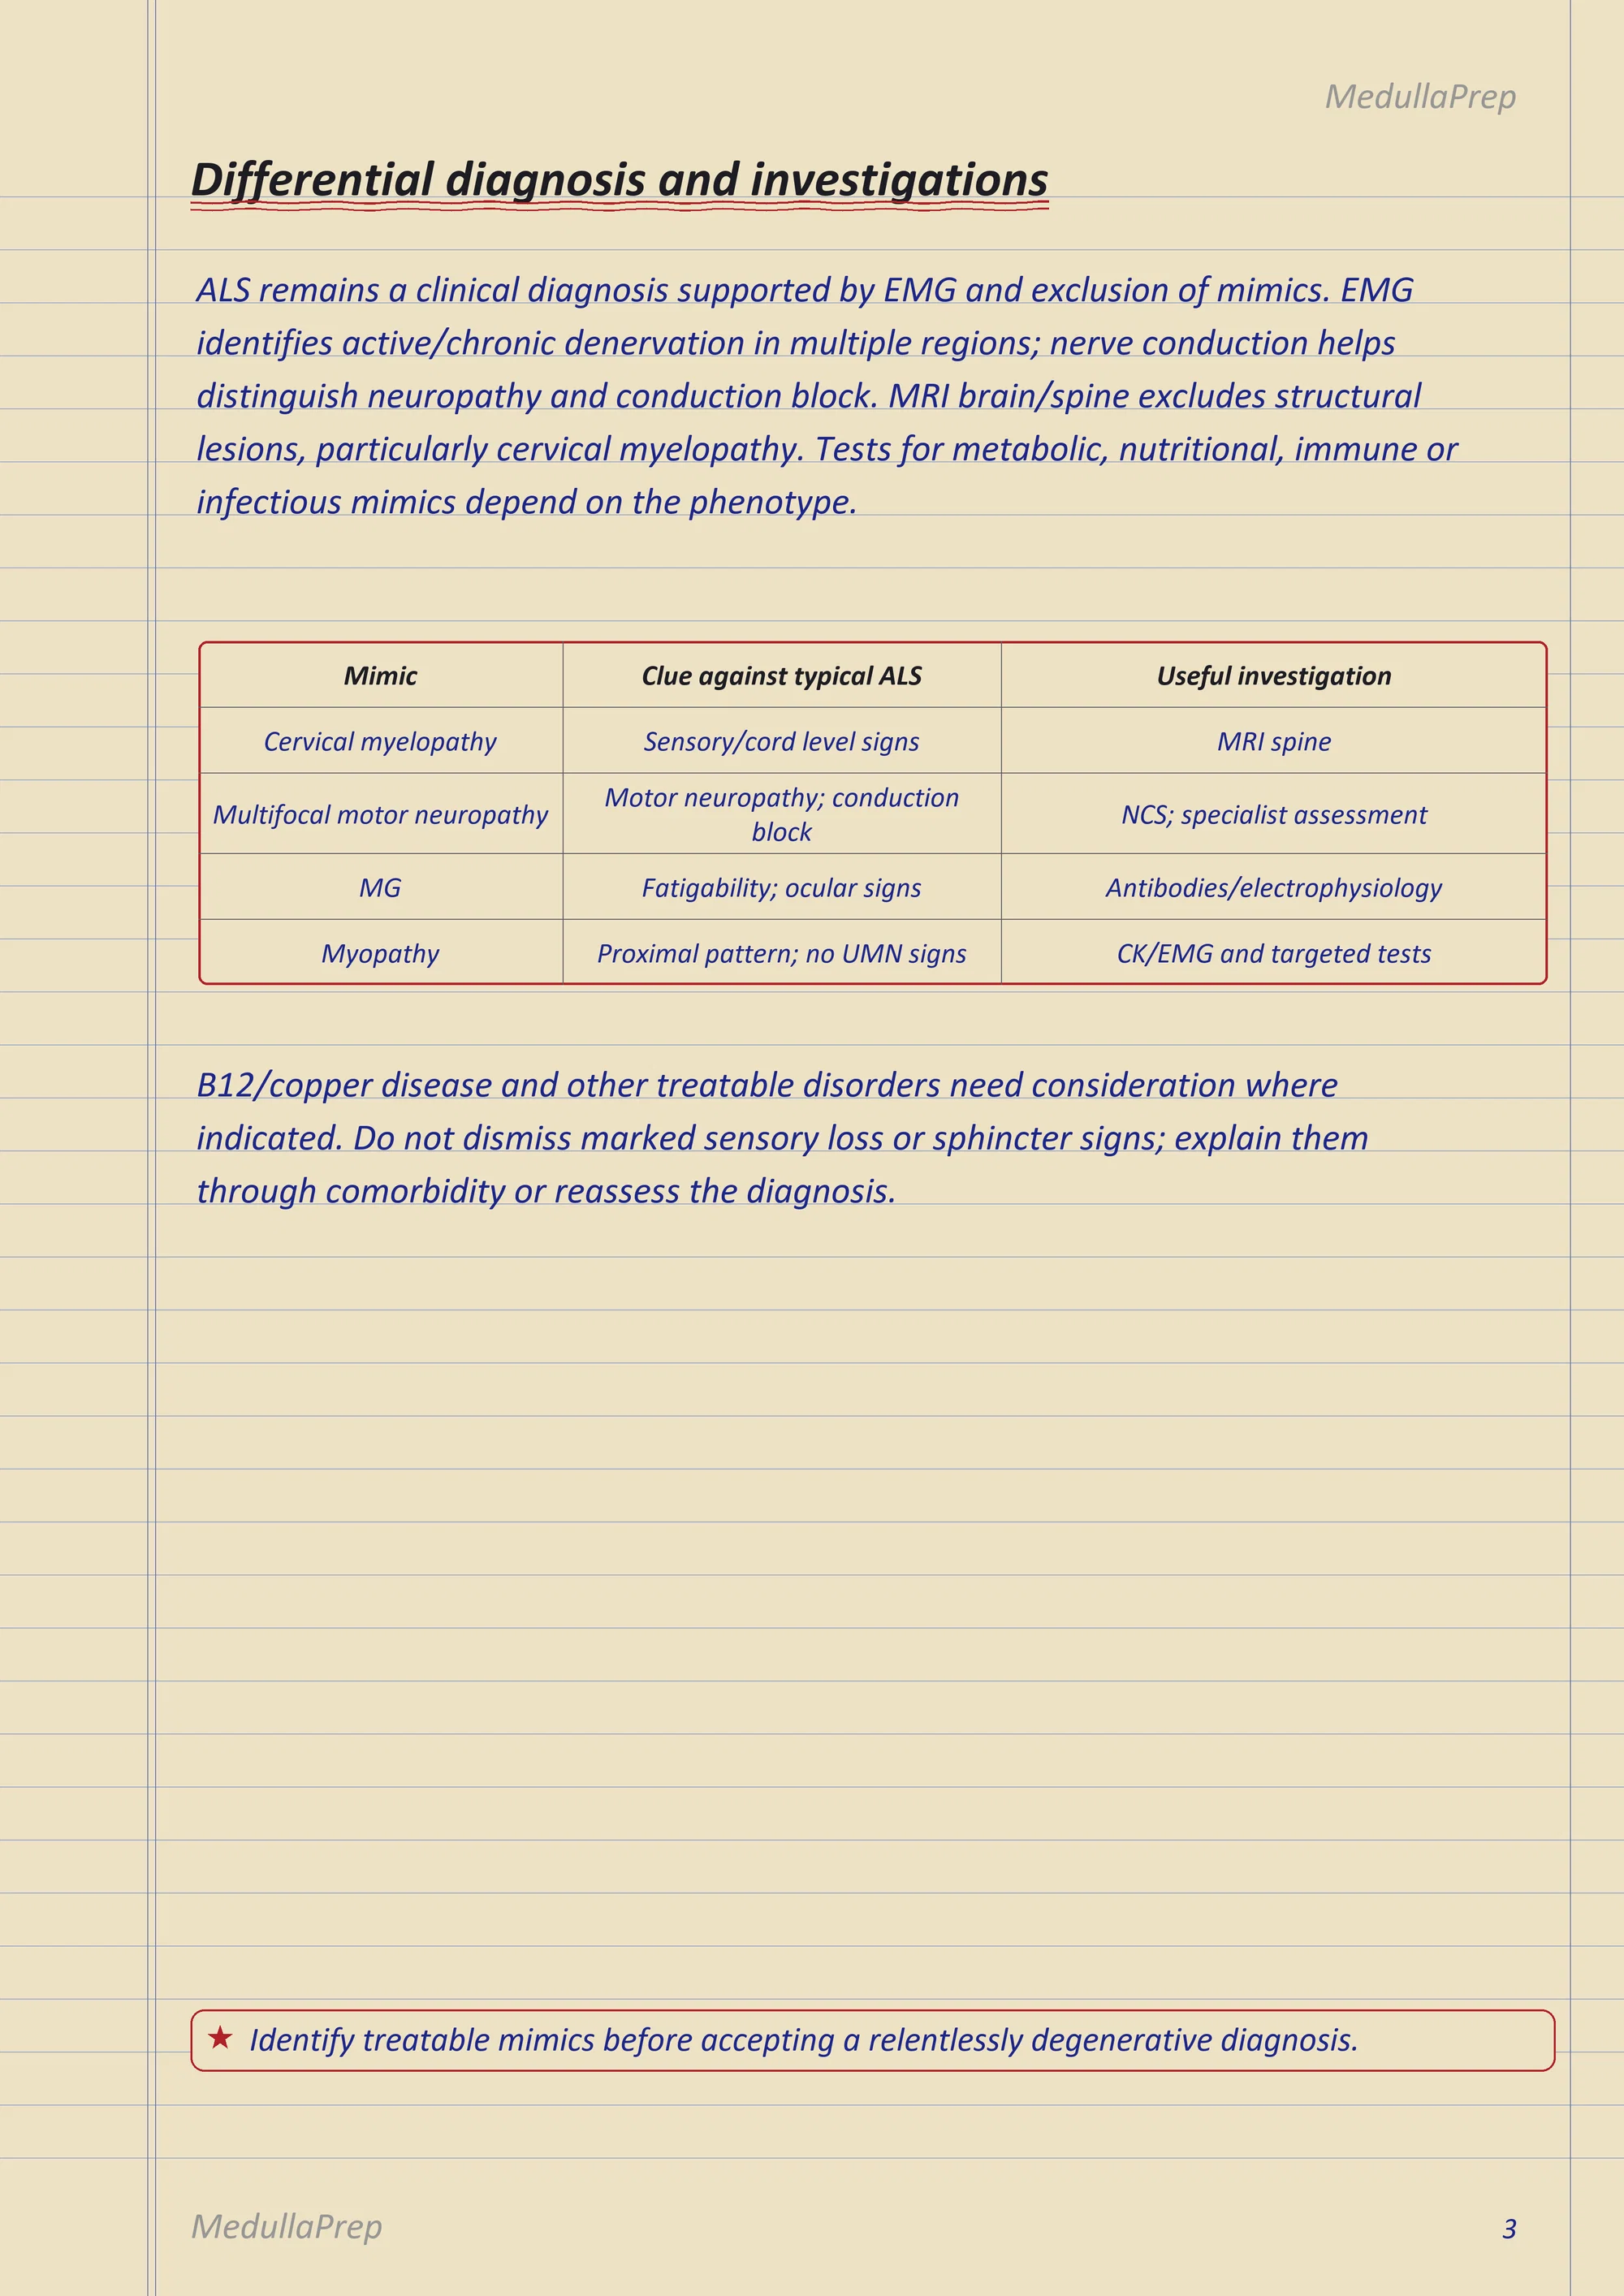 MedullaPrep
Differential diagnosis and investigations
ALS remains a clinical diagnosis supported by EMG and exclusion of mimics. EMG
identifies active/chronic denervation in multiple regions; nerve conduction helps
distinguish neuropathy and conduction block. MRI brain/spine excludes structural
lesions, particularly cervical myelopathy. Tests for metabolic, nutritional, immune or
infectious mimics depend on the phenotype.
Mimic Clue against typical ALS Useful investigation
Cervical myelopathy Sensory/cord level signs MRI spine
Multifocal motor neuropathy Motor neuropathy; conduction
block NCS; specialist assessment
MG Fatigability; ocular signs Antibodies/electrophysiology
Myopathy Proximal pattern; no UMN signs CK/EMG and targeted tests
B12/copper disease and other treatable disorders need consideration where
indicated. Do not dismiss marked sensory loss or sphincter signs; explain them
through comorbidity or reassess the diagnosis.
★ Identify treatable mimics before accepting a relentlessly degenerative diagnosis.
MedullaPrep 3